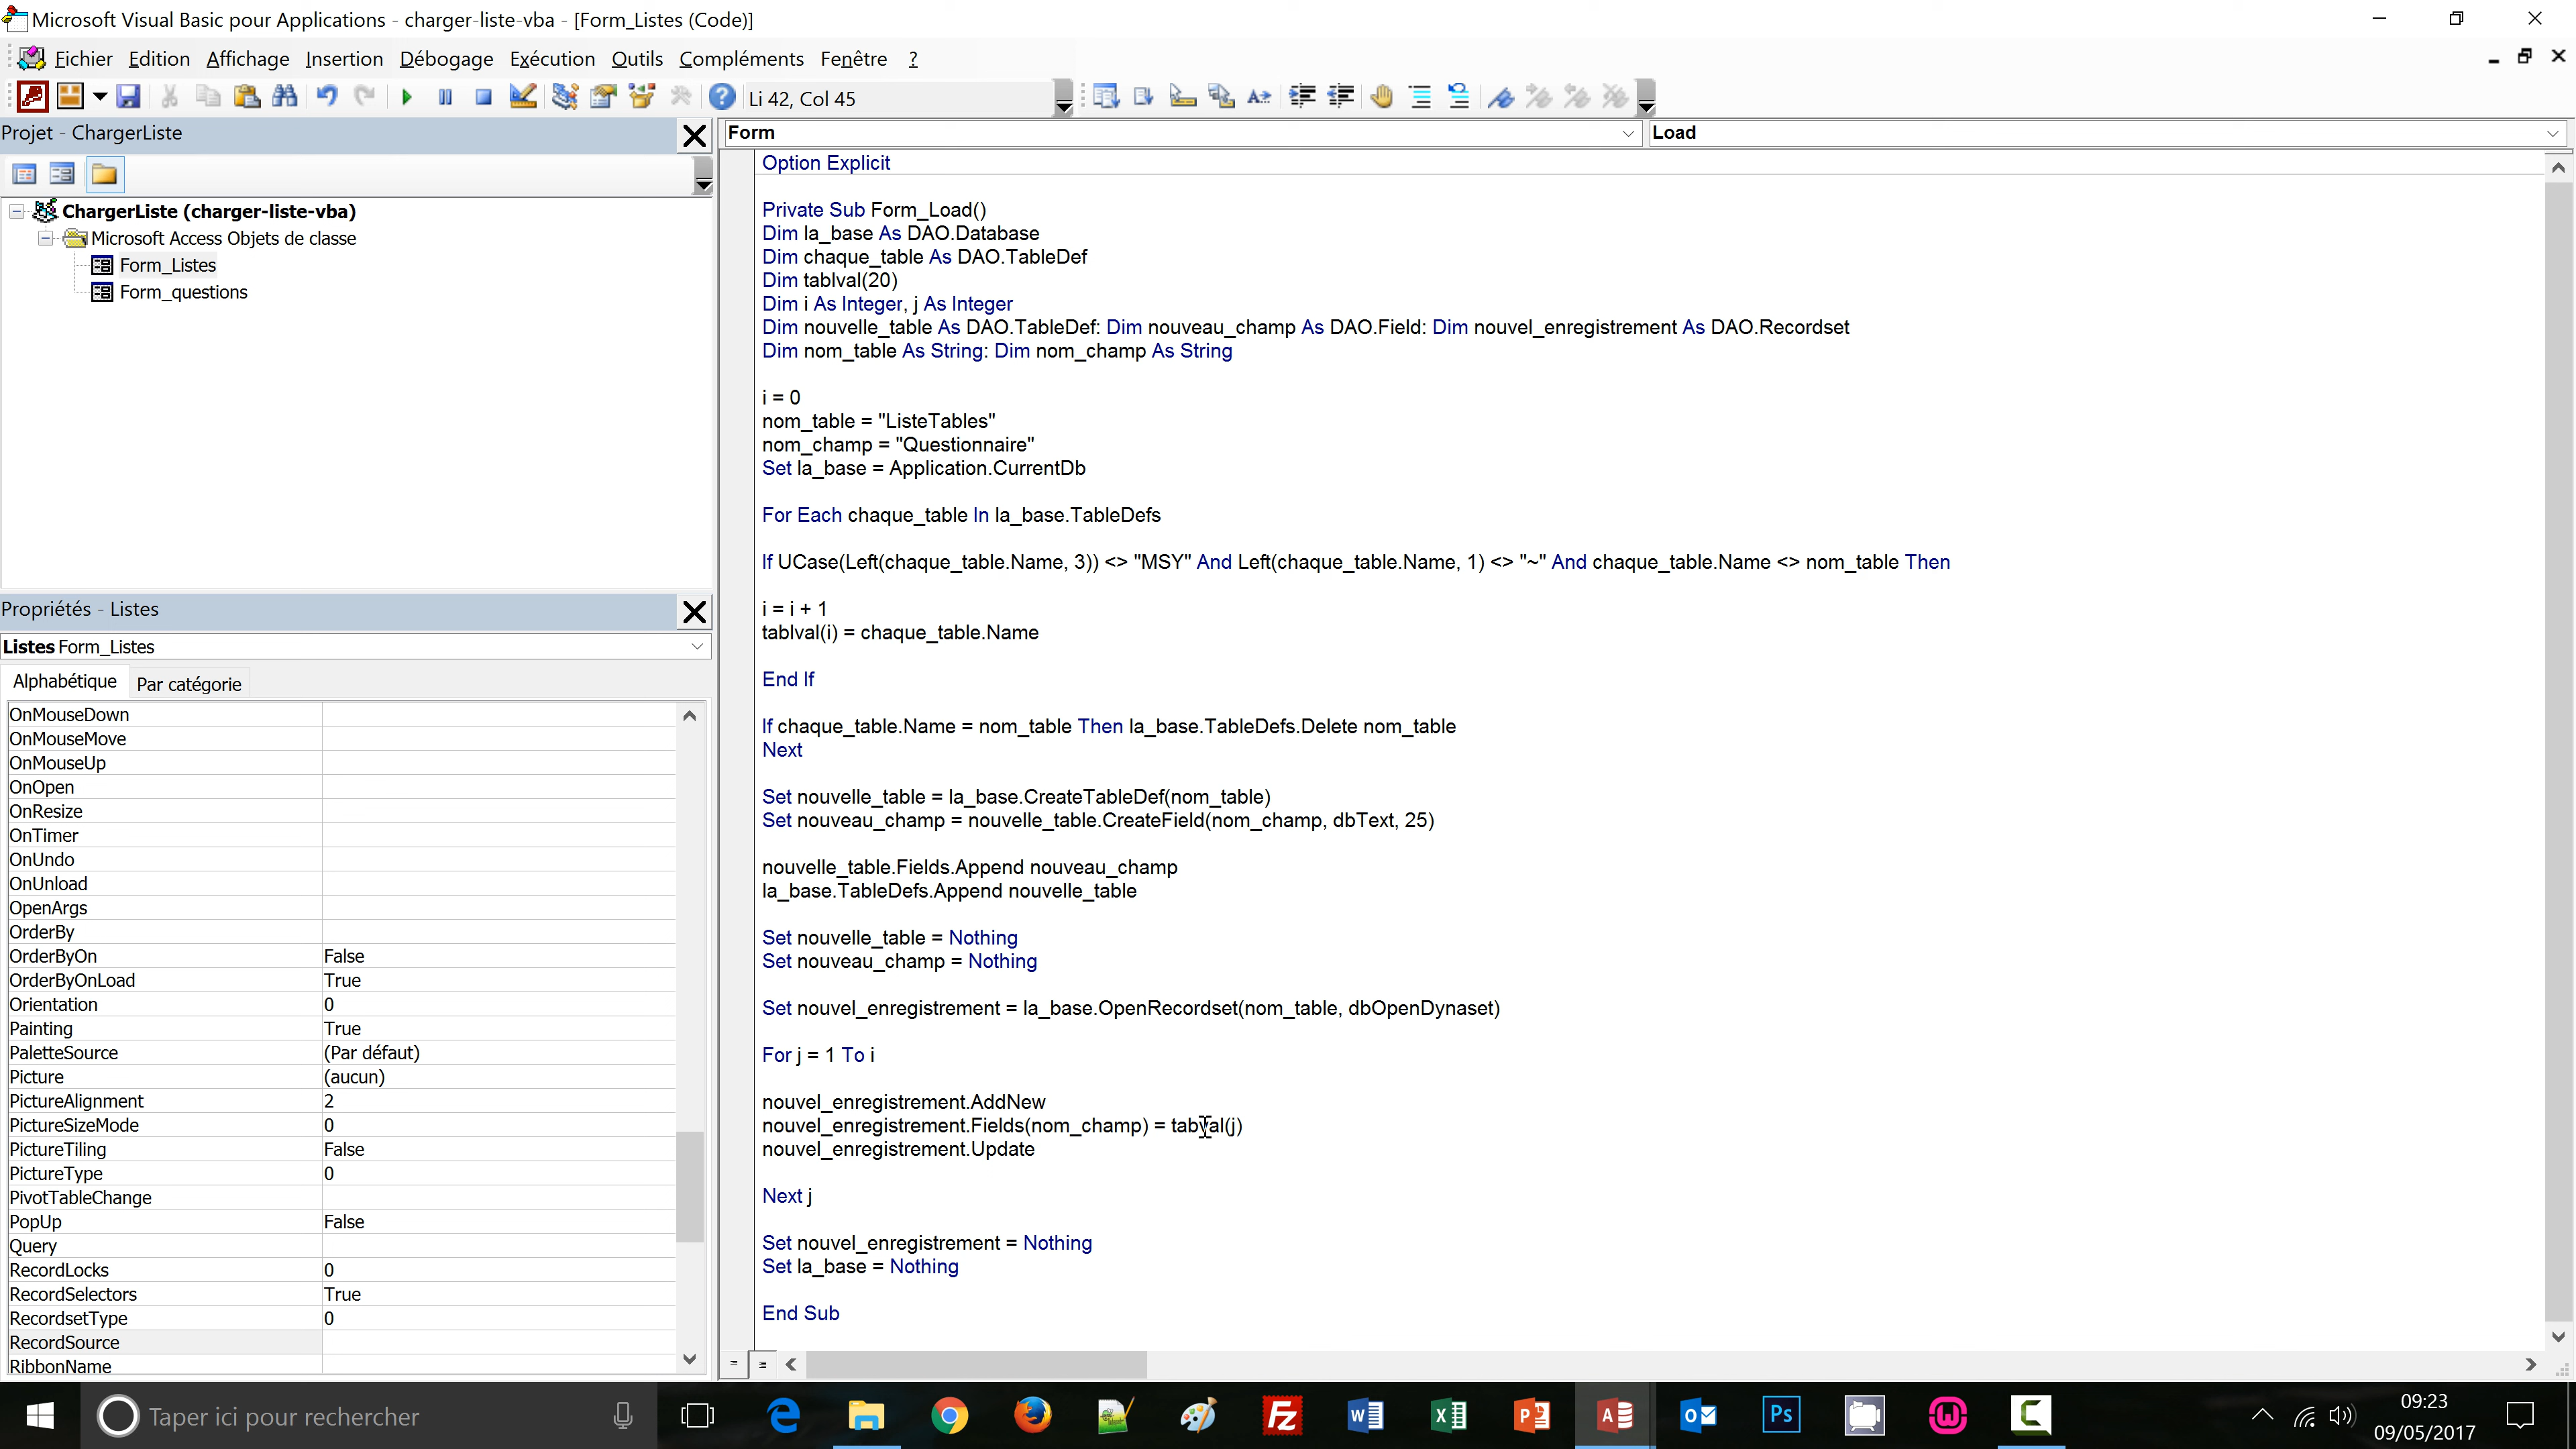 Microsoft Visual Basic pour Applications - charger-liste-vba - [Form_Listes (Code)]
Fichier Edition Affichage Insertion Débogage Exécution Outils Compléments Fenêtre ?
Li 42, Col 45
Projet - ChargerListe
Form
Load
ChargerListe (charger-liste-vba)
Microsoft Access Objets de classe
Form_Listes
Form_questions
Propriétés - Listes
Listes Form_Listes
Alphabétique Par catégorie
OnMouseDown
OnMouseMove
OnMouseUp
OnOpen
OnResize
OnTimer
OnUndo
OnUnload
OpenArgs
OrderBy
OrderByOn False
OrderByOnLoad True
Orientation 0
Painting True
PaletteSource (Par défaut)
Picture (aucun)
PictureAlignment 2
PictureSizeMode 0
PictureTiling False
PictureType 0
PivotTableChange
PopUp False
Query
RecordLocks 0
RecordSelectors True
RecordsetType 0
RecordSource
RibbonName
Option Explicit
Private Sub Form_Load()
Dim la_base As DAO.Database
Dim chaque_table As DAO.TableDef
Dim tablval(20)
Dim i As Integer, j As Integer
Dim nouvelle_table As DAO.TableDef: Dim nouveau_champ As DAO.Field: Dim nouvel_enregistrement As DAO.Recordset
Dim nom_table As String: Dim nom_champ As String
i = 0
nom_table = "ListeTables"
nom_champ = "Questionnaire"
Set la_base = Application.CurrentDb
For Each chaque_table In la_base.TableDefs
If UCase(Left(chaque_table.Name, 3)) <> "MSY" And Left(chaque_table.Name, 1) <> "~" And chaque_table.Name <> nom_table Then
i = i + 1
tablval(i) = chaque_table.Name
End If
If chaque_table.Name = nom_table Then la_base.TableDefs.Delete nom_table
Next
Set nouvelle_table = la_base.CreateTableDef(nom_table)
Set nouveau_champ = nouvelle_table.CreateField(nom_champ, dbText, 25)
nouvelle_table.Fields.Append nouveau_champ
la_base.TableDefs.Append nouvelle_table
Set nouvelle_table = Nothing
Set nouveau_champ = Nothing
Set nouvel_enregistrement = la_base.OpenRecordset(nom_table, dbOpenDynaset)
For j = 1 To i
nouvel_enregistrement.AddNew
nouvel_enregistrement.Fields(nom_champ) = tabval(j)
nouvel_enregistrement.Update
Next j
Set nouvel_enregistrement = Nothing
Set la_base = Nothing
End Sub
Taper ici pour rechercher
09:23
09/05/2017